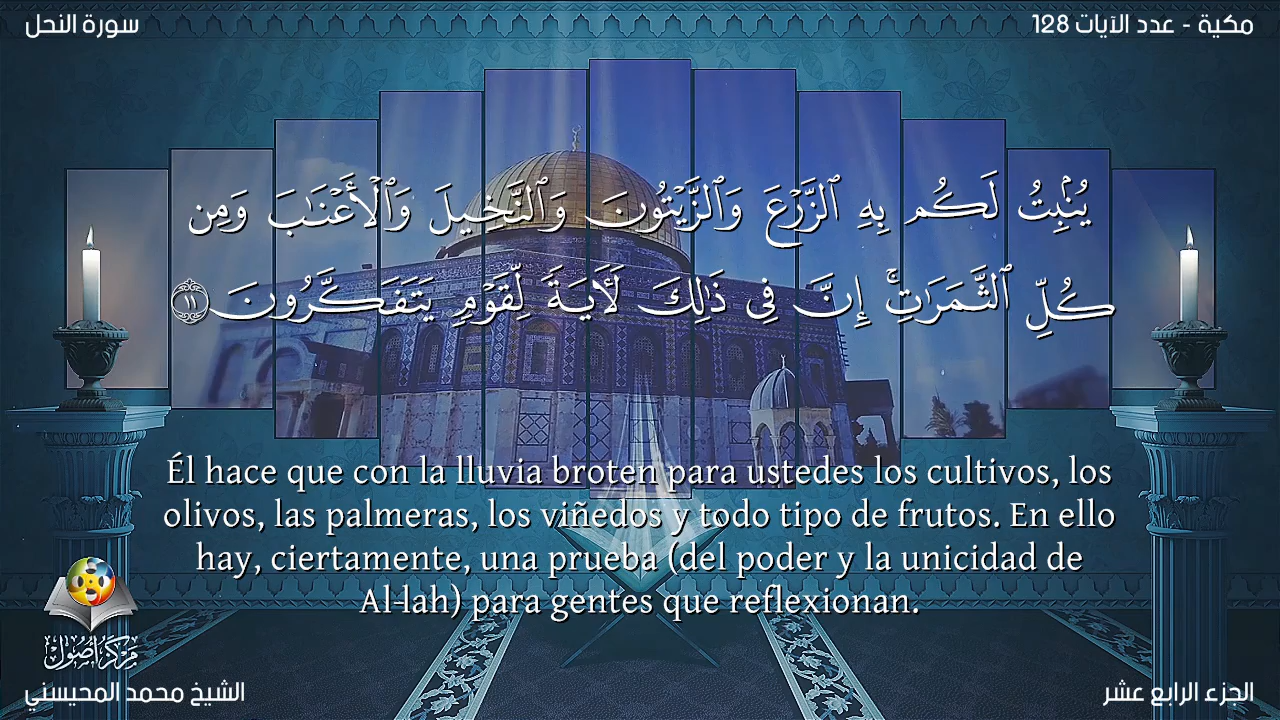 سورة النحل
مكية - عدد الآيات 128
يُنۢبِتُ لَكُم بِهِ ٱلزَّرْعَ وَٱلزَّيْتُونَ وَٱلنَّخِيلَ وَٱلْأَعْنَٰبَ وَمِن
كُلِّ ٱلثَّمَرَٰتِ ۗ إِنَّ فِى ذَٰلِكَ لَـَٔايَةً لِّقَوْمٍ يَتَفَكَّرُونَ ١١
Él hace que con la lluvia broten para ustedes los cultivos, los
olivos, las palmeras, los viñedos y todo tipo de frutos. En ello
hay, ciertamente, una prueba (del poder y la unicidad de
Al-lah) para gentes que reflexionan.
مركز أصول
الشيخ محمد المحيسني
الجزء الرابع عشر